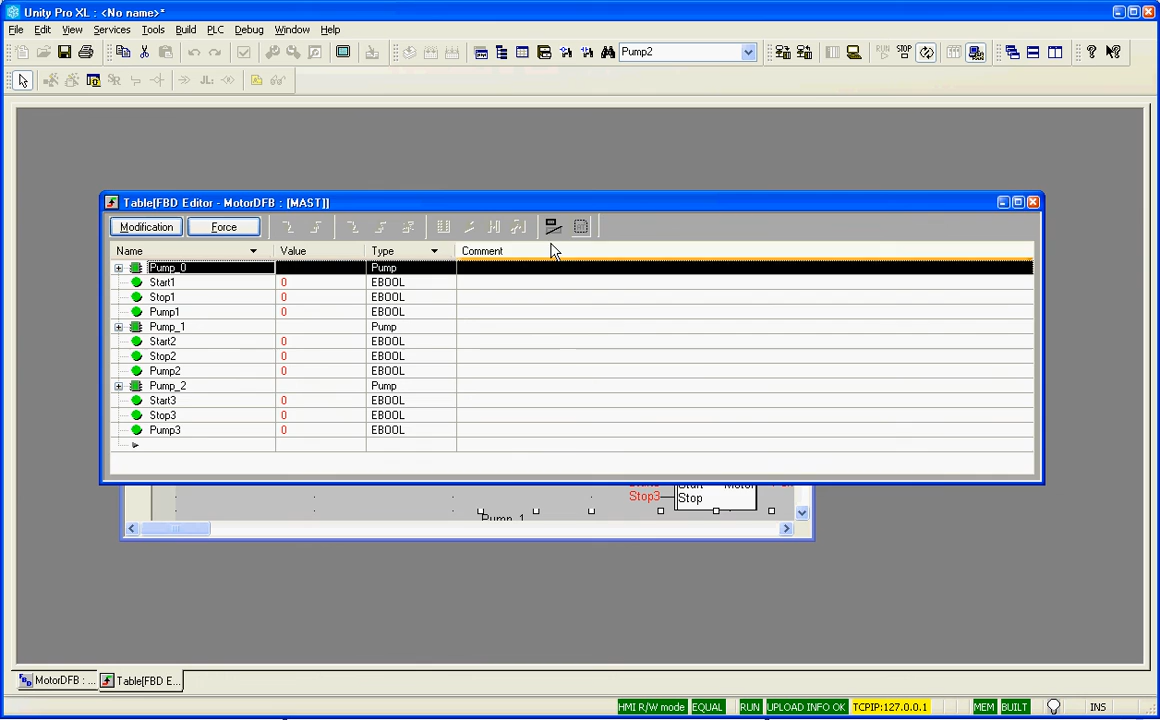 Unity Pro XL : <No name>*
File Edit View Services Tools Build PLC Debug Window Help
Pump2
RUN STOP
SR
Table[FBD Editor - MotorDFB : [MAST]]
Modification Force
Name Value Type Comment
Pump_0 Pump
Start1 0 EBOOL
Stop1 0 EBOOL
Pump1 0 EBOOL
Pump_1 Pump
Start2 0 EBOOL
Stop2 0 EBOOL
Pump2 0 EBOOL
Pump_2 Pump
Start3 0 EBOOL
Stop3 0 EBOOL
Pump3 0 EBOOL
Start Motor
Stop3 Stop
Pump_1
MotorDFB : ... Table[FBD E...
HMI R/W mode EQUAL RUN UPLOAD INFO OK TCPIP:127.0.0.1 MEM BUILT INS